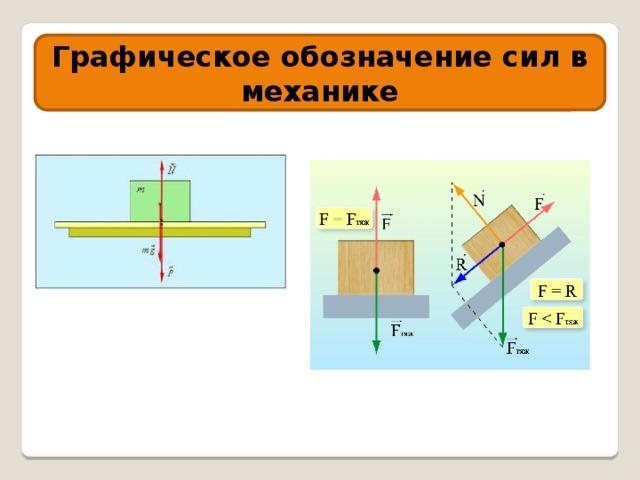 Графическое обозначение сил в
механике
N
m
mg
P
F = Fтяж
F
Fтяж
N
F
R
F = R
F < Fтяж
Fтяж